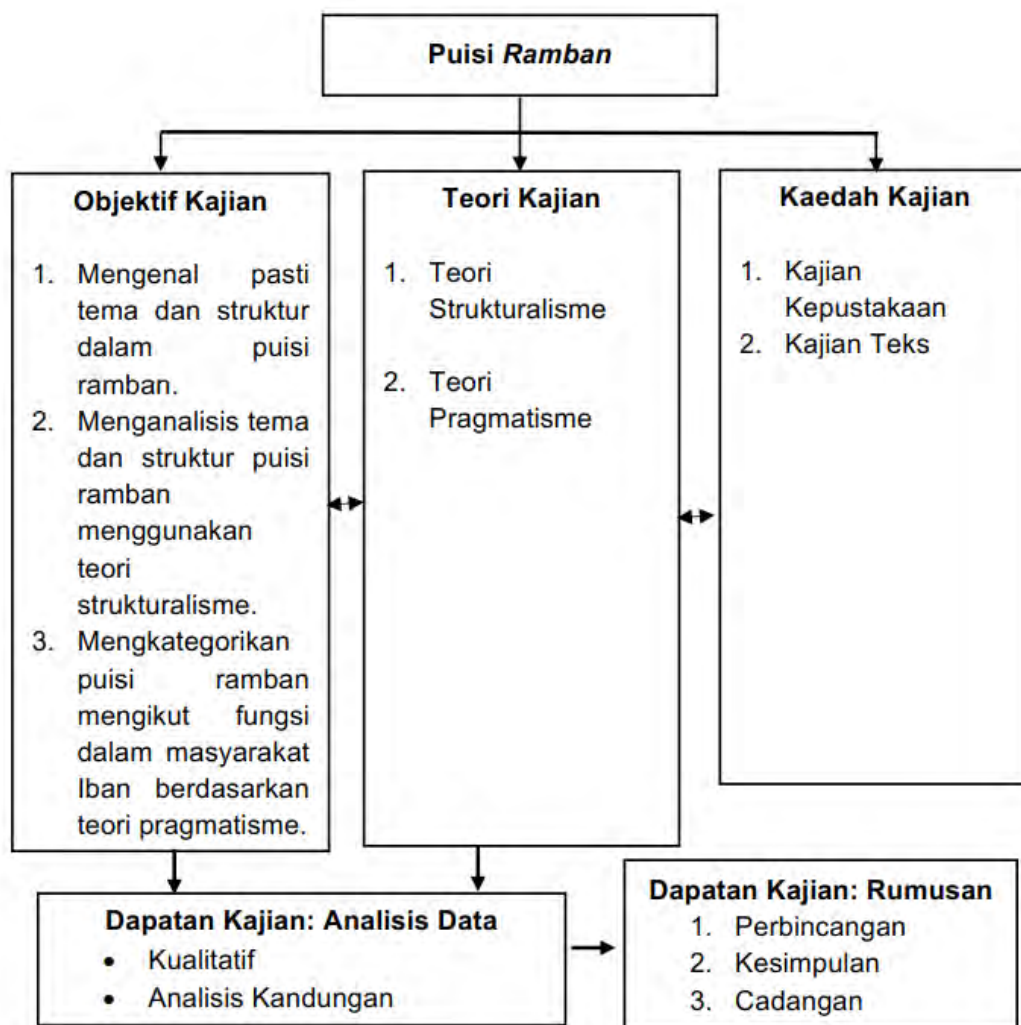 Puisi Ramban
Objektif Kajian
1. Mengenal pasti
tema dan struktur
dalam puisi
ramban.
2. Menganalisis tema
dan struktur puisi
ramban
menggunakan
teori
strukturalisme.
3. Mengkategorikan
puisi ramban
mengikut fungsi
dalam masyarakat
Iban berdasarkan
teori pragmatisme.
Teori Kajian
1. Teori
Strukturalisme
2. Teori
Pragmatisme
Kaedah Kajian
1. Kajian
Kepustakaan
2. Kajian Teks
Dapatan Kajian: Analisis Data
• Kualitatif
• Analisis Kandungan
Dapatan Kajian: Rumusan
1. Perbincangan
2. Kesimpulan
3. Cadangan